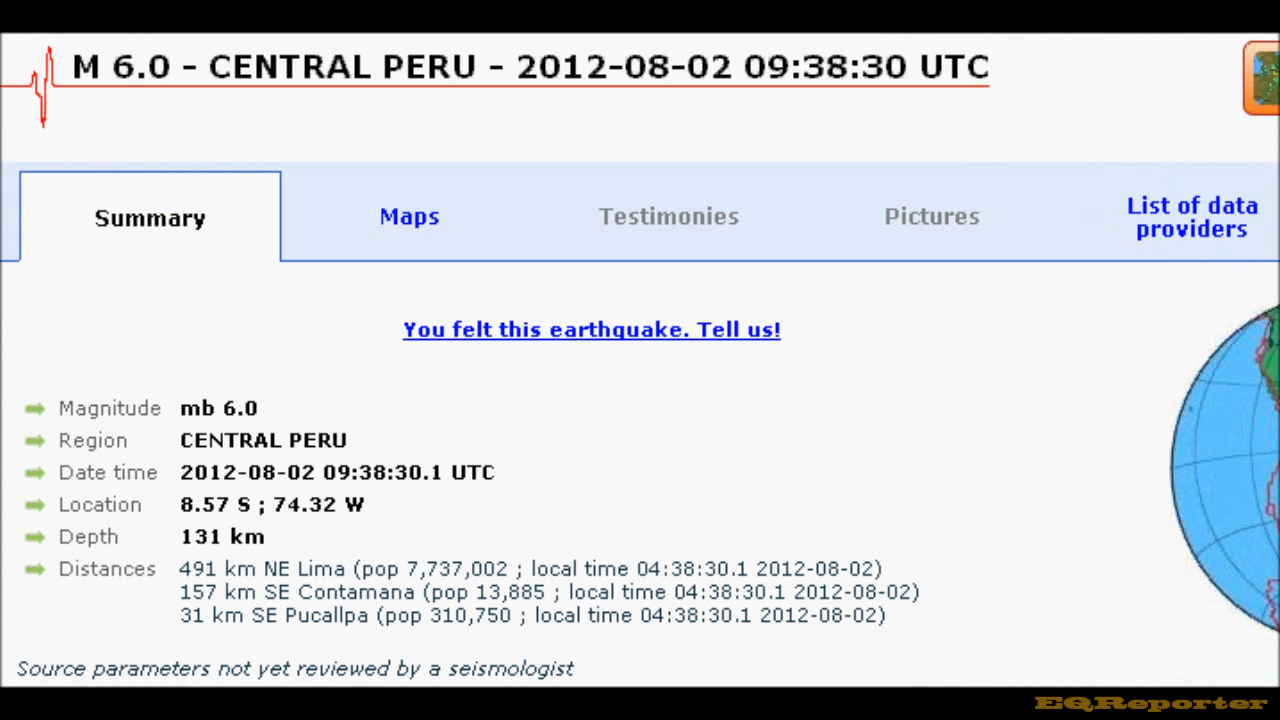 M 6.0 - CENTRAL PERU - 2012-08-02 09:38:30 UTC
Summary
Maps
Testimonies
Pictures
List of data
providers
You felt this earthquake. Tell us!
Magnitude mb 6.0
Region CENTRAL PERU
Date time 2012-08-02 09:38:30.1 UTC
Location 8.57 S ; 74.32 W
Depth 131 km
Distances 491 km NE Lima (pop 7,737,002 ; local time 04:38:30.1 2012-08-02)
157 km SE Contamana (pop 13,885 ; local time 04:38:30.1 2012-08-02)
31 km SE Pucallpa (pop 310,750 ; local time 04:38:30.1 2012-08-02)
Source parameters not yet reviewed by a seismologist
EQReporter